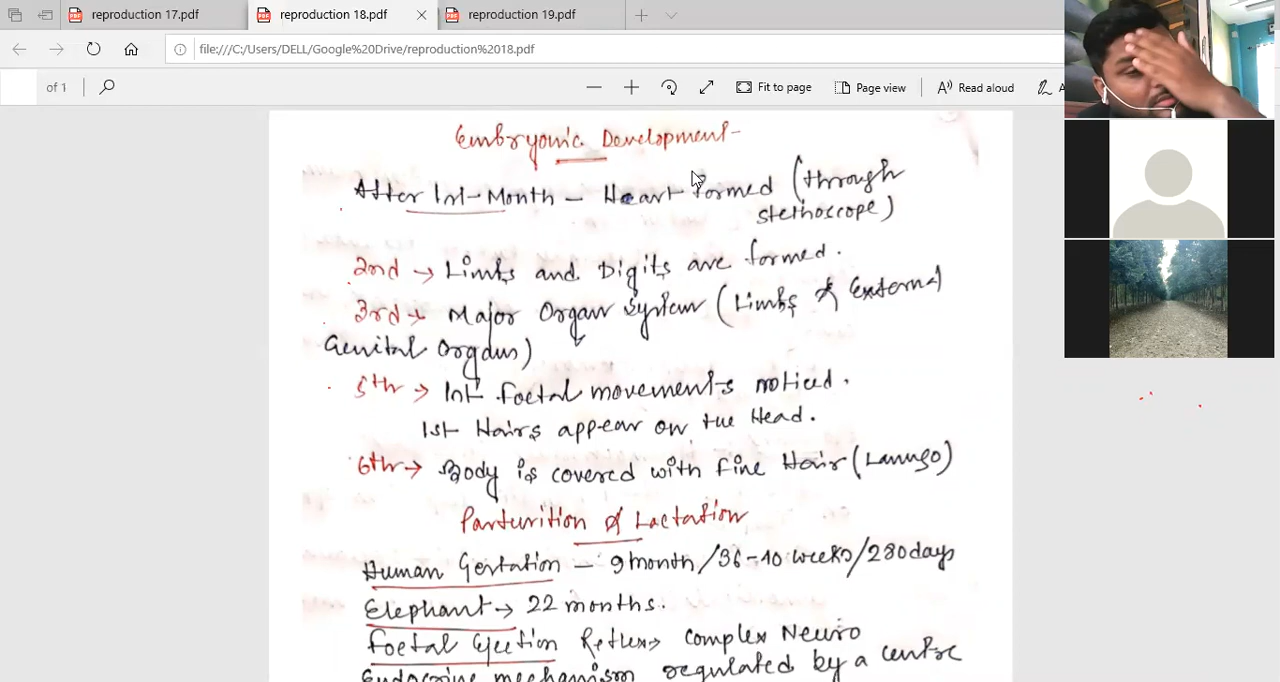 reproduction 17.pdf
reproduction 18.pdf
reproduction 19.pdf
file:///C:/Users/DELL/Google%20Drive/reproduction%2018.pdf
of 1
Fit to page
Page view
Read aloud
Embryonic Development-
After 1st-Month - Heart formed (through
stethoscope)
2nd → Limbs and Digits are formed.
3rd → Major Organ System (Limbs & External
Genital Organs)
5th → 1st foetal movements noticed.
1st Hairs appear on the Head.
6th → Body is covered with fine Hair (Lanugo)
Parturition & Lactation
Human Gestation - 9 month/36-40 weeks/280 days
Elephant → 22 months.
Foetal Ejection Reflex → Complex Neuro
Endocrine mechanism regulated by a centre